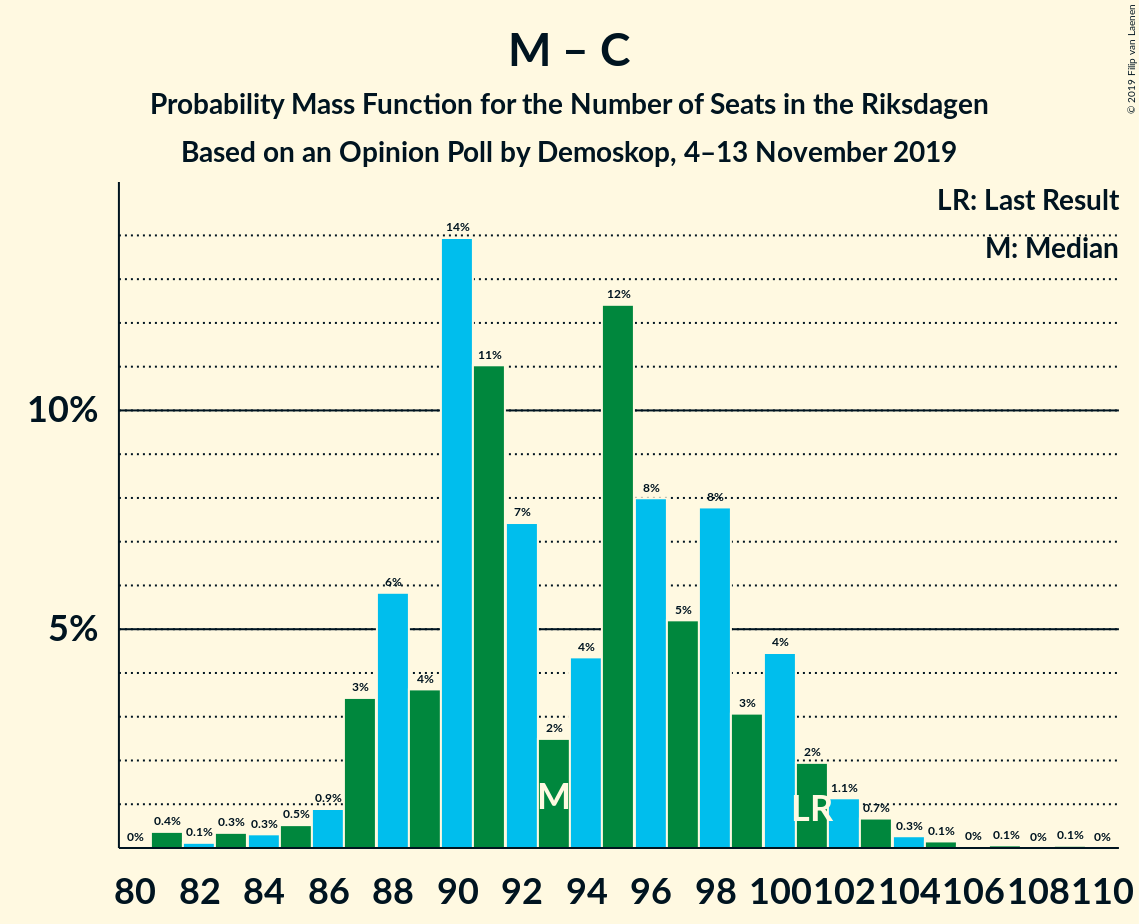 © 2019 Filip van Laenen
M – C
Probability Mass Function for the Number of Seats in the Riksdagen
Based on an Opinion Poll by Demoskop, 4–13 November 2019
LR: Last Result
M: Median
10%
5%
0% 0.4% 0.1% 0.3% 0.3% 0.5% 0.9% 3% 6% 4% 14% 11% 7% 2% 4% 12% 8% 5% 8% 3% 4% 2% 1.1% 0.7% 0.3% 0.1% 0% 0.1% 0% 0.1% 0%
M LR
80 82 84 86 88 90 92 94 96 98 100 102 104 106 108 110